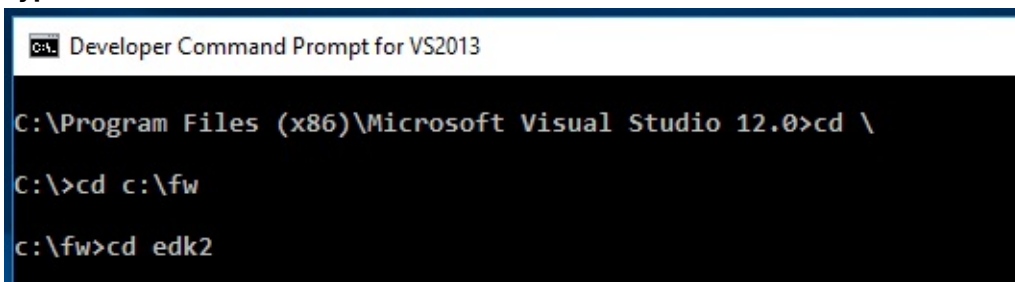 Developer Command Prompt for VS2013
C:\Program Files (x86)\Microsoft Visual Studio 12.0>cd \
C:\>cd c:\fw
c:\fw>cd edk2